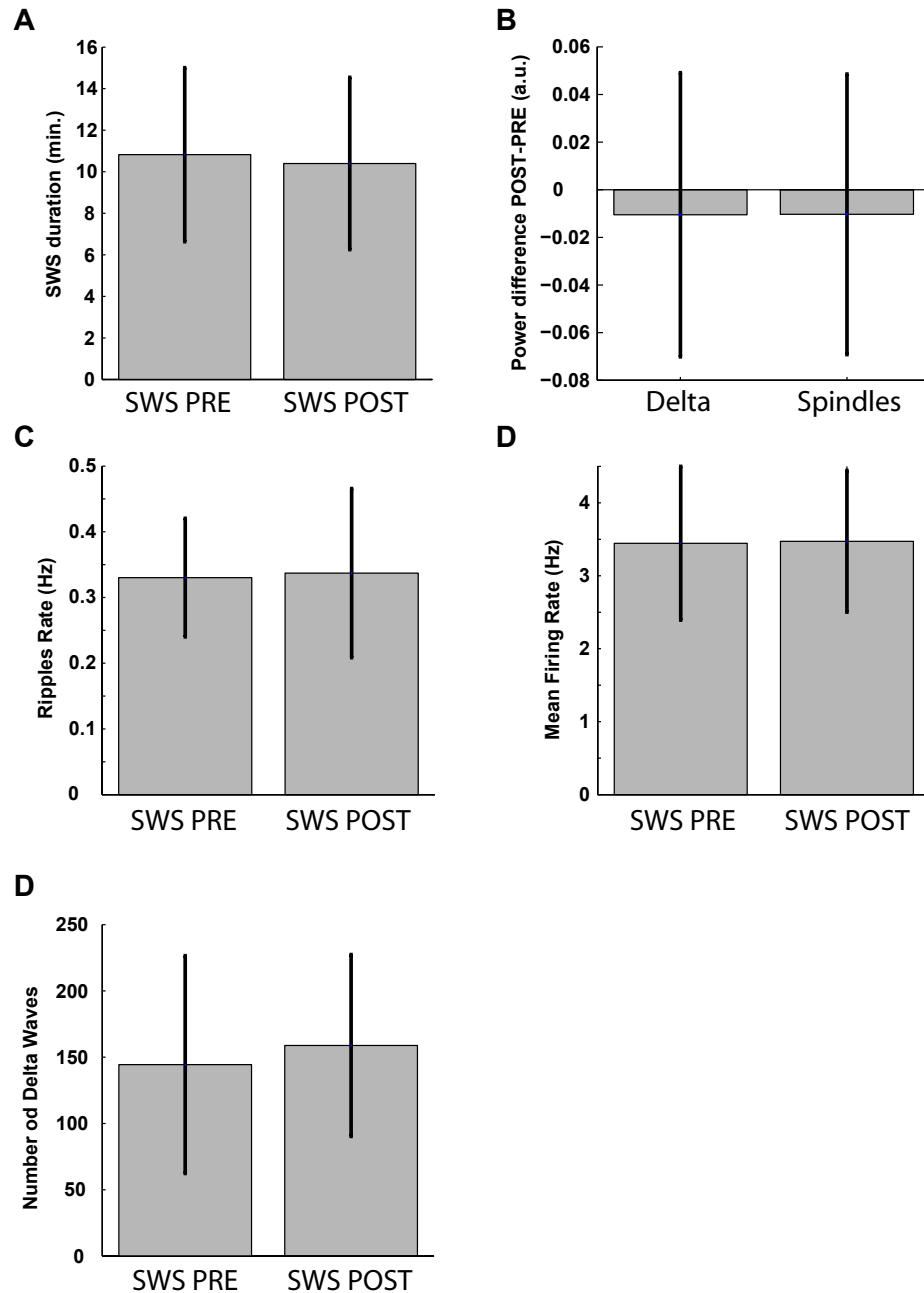 A
SWS duration (min.)
16
14
12
10
8
6
4
2
0
SWS PRE SWS POST
B
Power difference POST-PRE (a.u.)
0.06
0.04
0.02
0
−0.02
−0.04
−0.06
−0.08
Delta Spindles
C
Ripples Rate (Hz)
0.5
0.4
0.3
0.2
0.1
0
SWS PRE SWS POST
D
Mean Firing Rate (Hz)
4
3
2
1
0
SWS PRE SWS POST
D
Number od Delta Waves
250
200
150
100
50
0
SWS PRE SWS POST